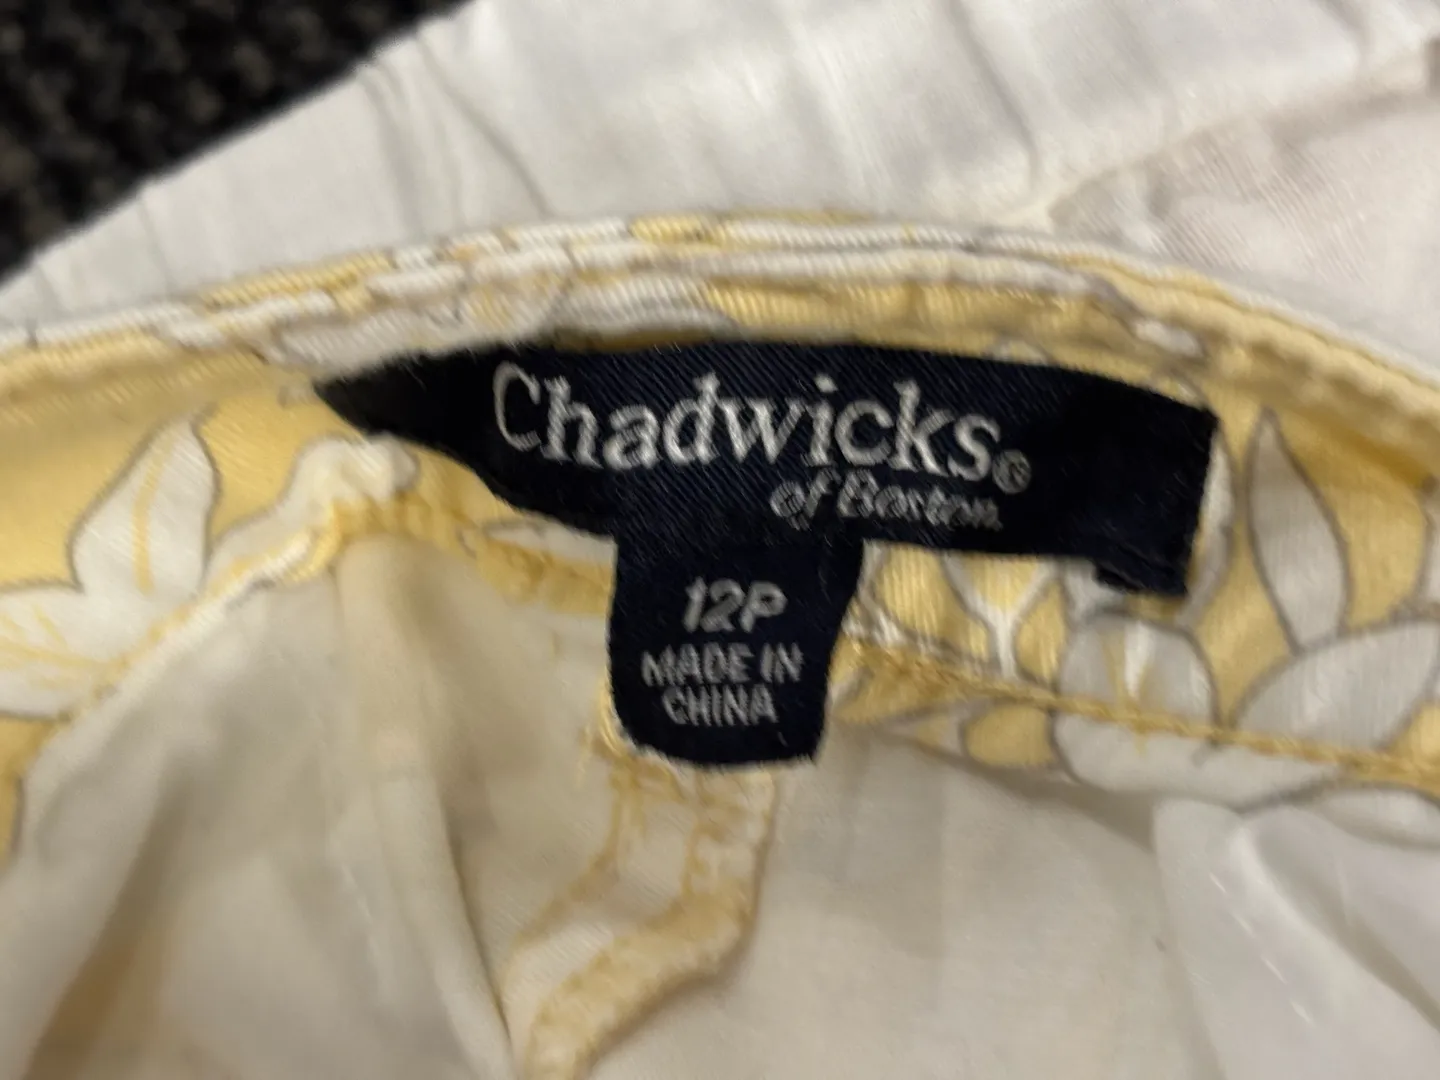 Chadwicks®
of Boston
12P
MADE IN
CHINA